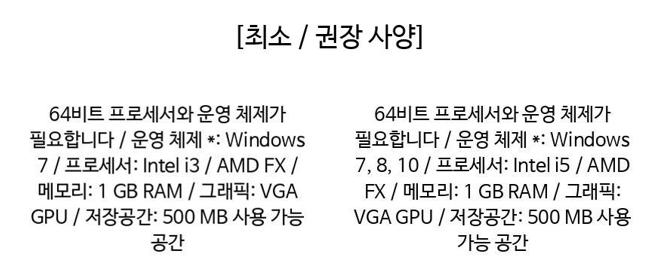 [최소 / 권장 사양]
64비트 프로세서와 운영 체제가
필요합니다 / 운영 체제 *: Windows
7 / 프로세서: Intel i3 / AMD FX /
메모리: 1 GB RAM / 그래픽: VGA
GPU / 저장공간: 500 MB 사용 가능
공간
64비트 프로세서와 운영 체제가
필요합니다 / 운영 체제 *: Windows
7, 8, 10 / 프로세서: Intel i5 / AMD
FX / 메모리: 1 GB RAM / 그래픽:
VGA GPU / 저장공간: 500 MB 사용
가능 공간